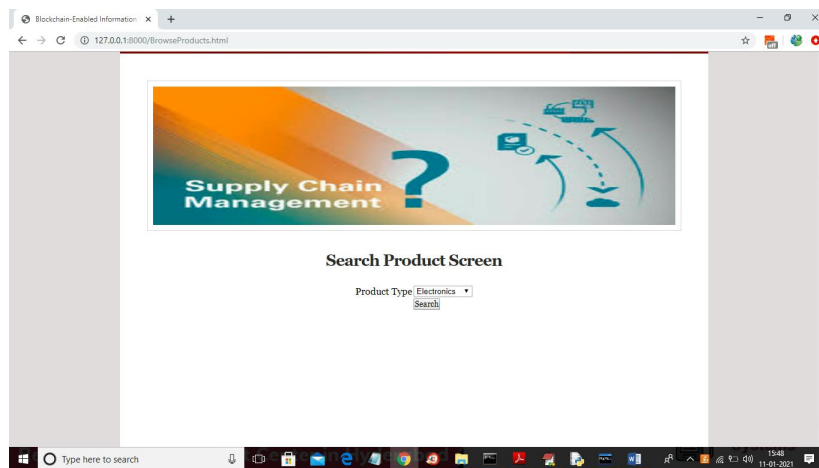 Blockchain-Enabled Information
127.0.0.1:8000/BrowseProducts.html
Supply Chain
Management
?
Search Product Screen
Product Type Electronics
Search
Type here to search
15:48
11-01-2021